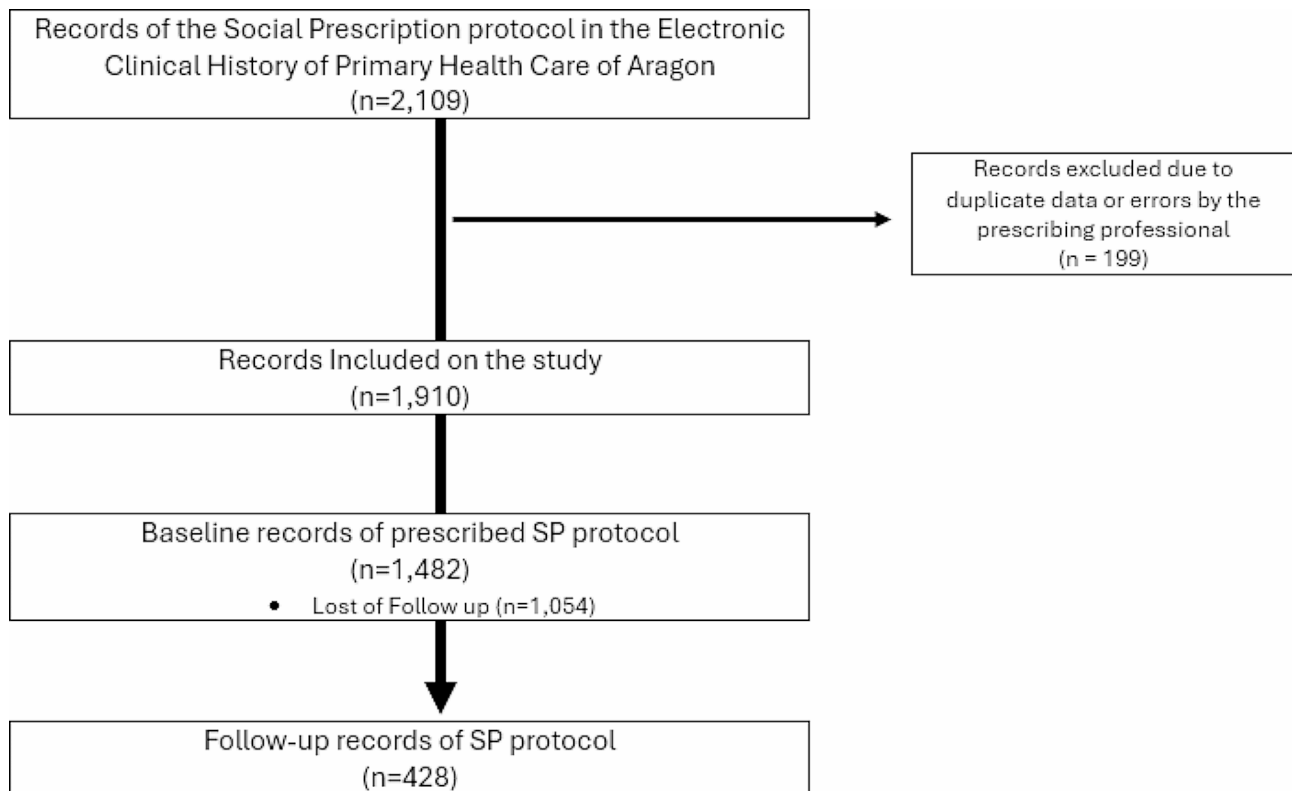 Records of the Social Prescription protocol in the Electronic
Clinical History of Primary Health Care of Aragon
(n=2,109)
Records excluded due to
duplicate data or errors by the
prescribing professional
(n = 199)
Records Included on the study
(n=1,910)
Baseline records of prescribed SP protocol
(n=1,482)
• Lost of Follow up (n=1,054)
Follow-up records of SP protocol
(n=428)